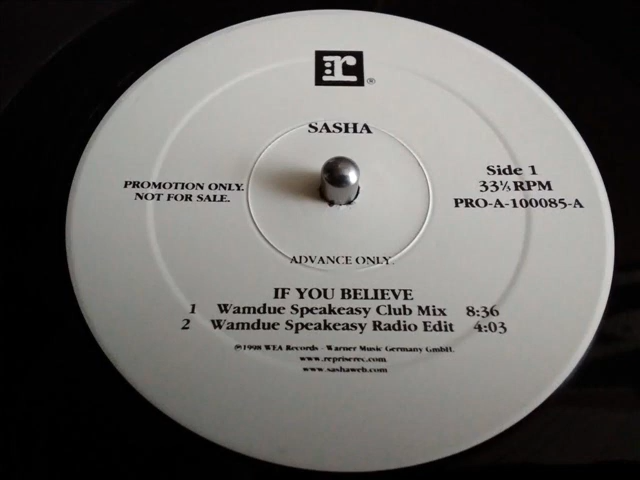 r®
SASHA
PROMOTION ONLY.
NOT FOR SALE.
Side 1
33⅓ RPM
PRO-A-100085-A
ADVANCE ONLY.
IF YOU BELIEVE
1 Wamdue Speakeasy Club Mix 8:36
2 Wamdue Speakeasy Radio Edit 4:03
℗1998 WEA Records - Warner Music Germany GmbH.
www.repriserec.com
www.sashaweb.com